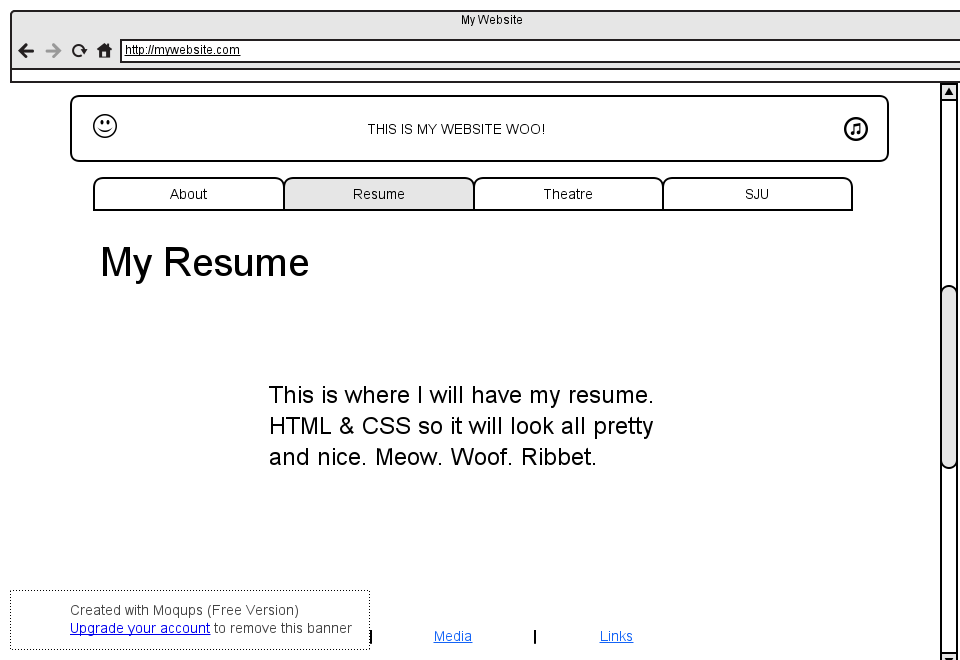 My Website
http://mywebsite.com
THIS IS MY WEBSITE WOO!
About Resume Theatre SJU
My Resume
This is where I will have my resume.
HTML & CSS so it will look all pretty
and nice. Meow. Woof. Ribbet.
Created with Moqups (Free Version)
Upgrade your account to remove this banner
| Media | Links